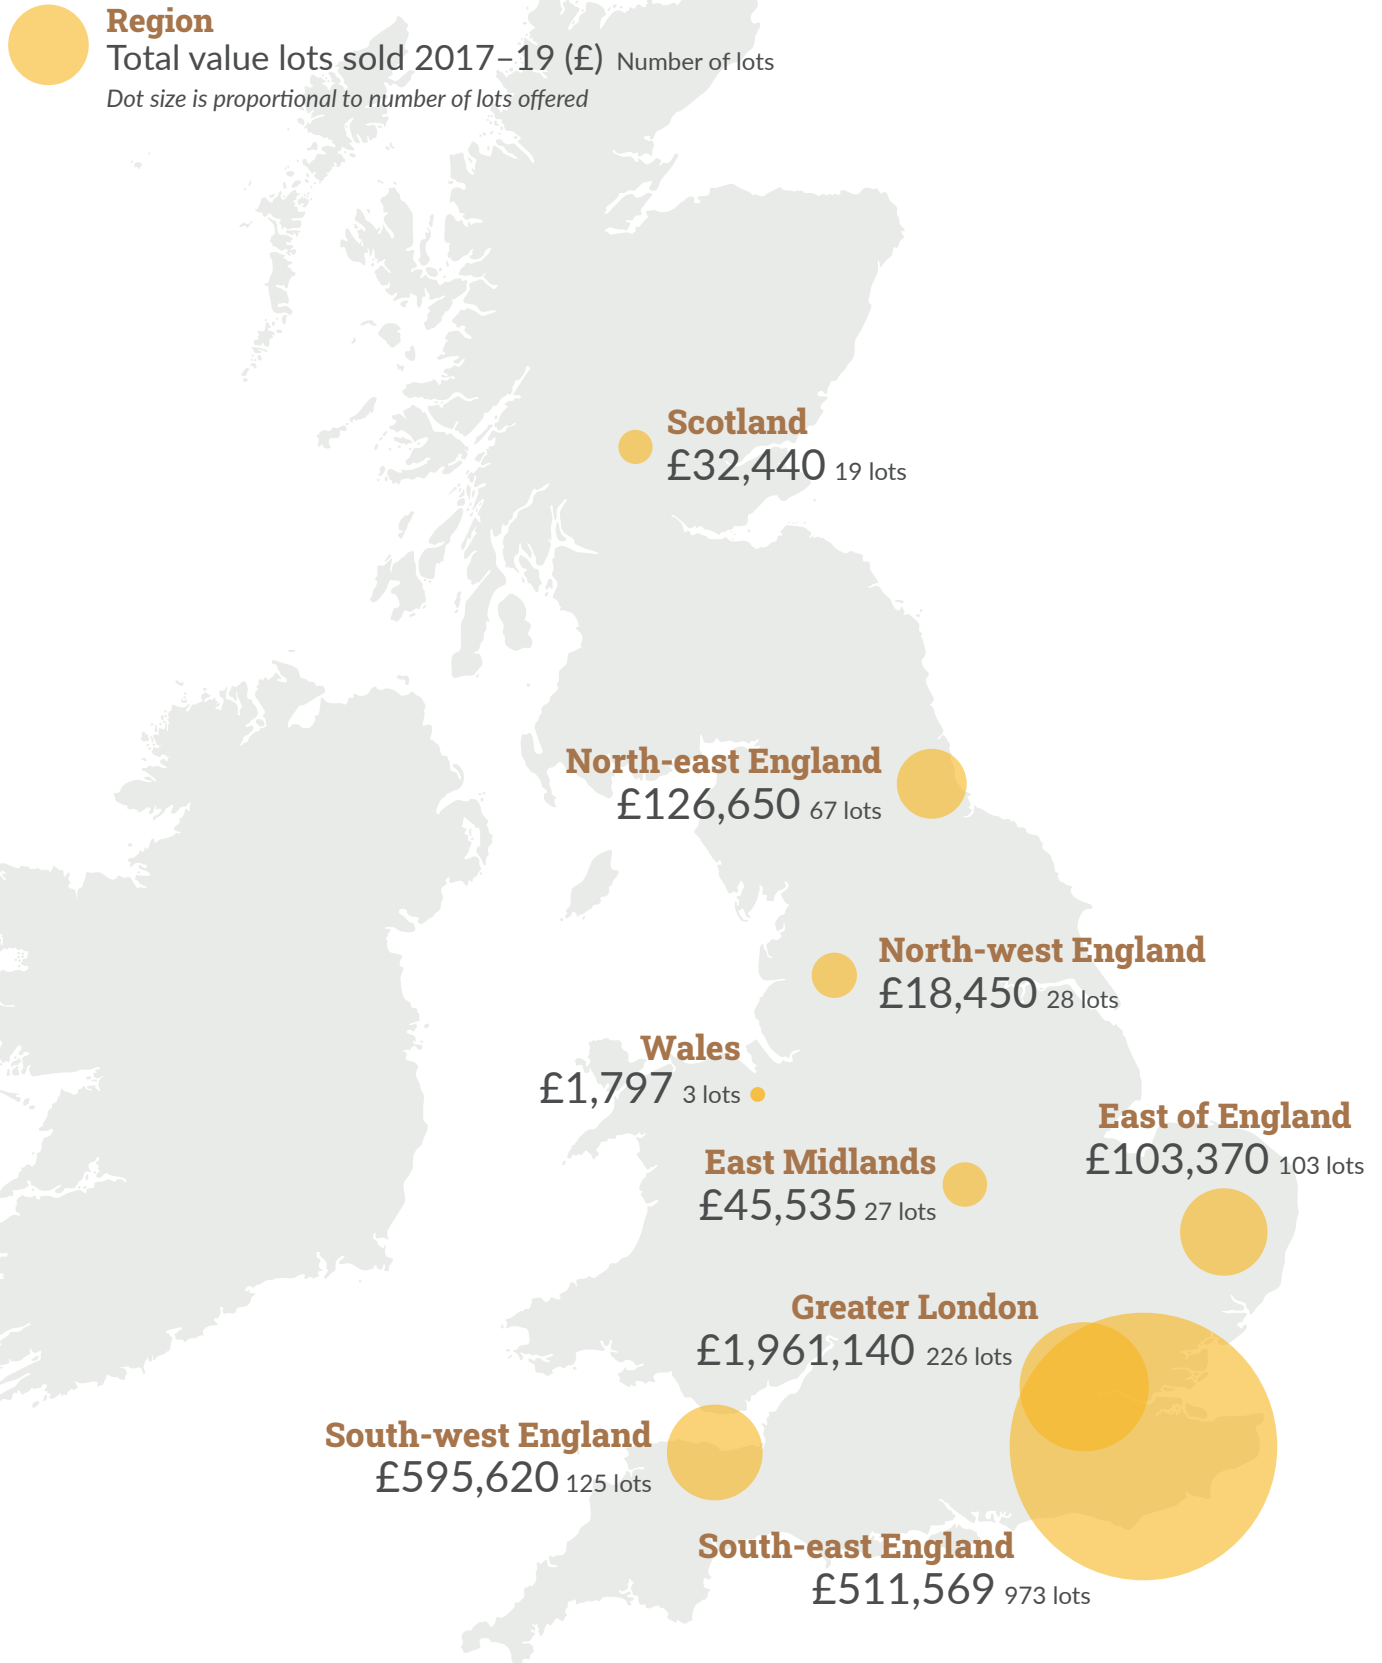 Region
Total value lots sold 2017–19 (£) Number of lots
Dot size is proportional to number of lots offered
Scotland
£32,440 19 lots
North-east England
£126,650 67 lots
North-west England
£18,450 28 lots
Wales
£1,797 3 lots
East of England
£103,370 103 lots
East Midlands
£45,535 27 lots
Greater London
£1,961,140 226 lots
South-west England
£595,620 125 lots
South-east England
£511,569 973 lots